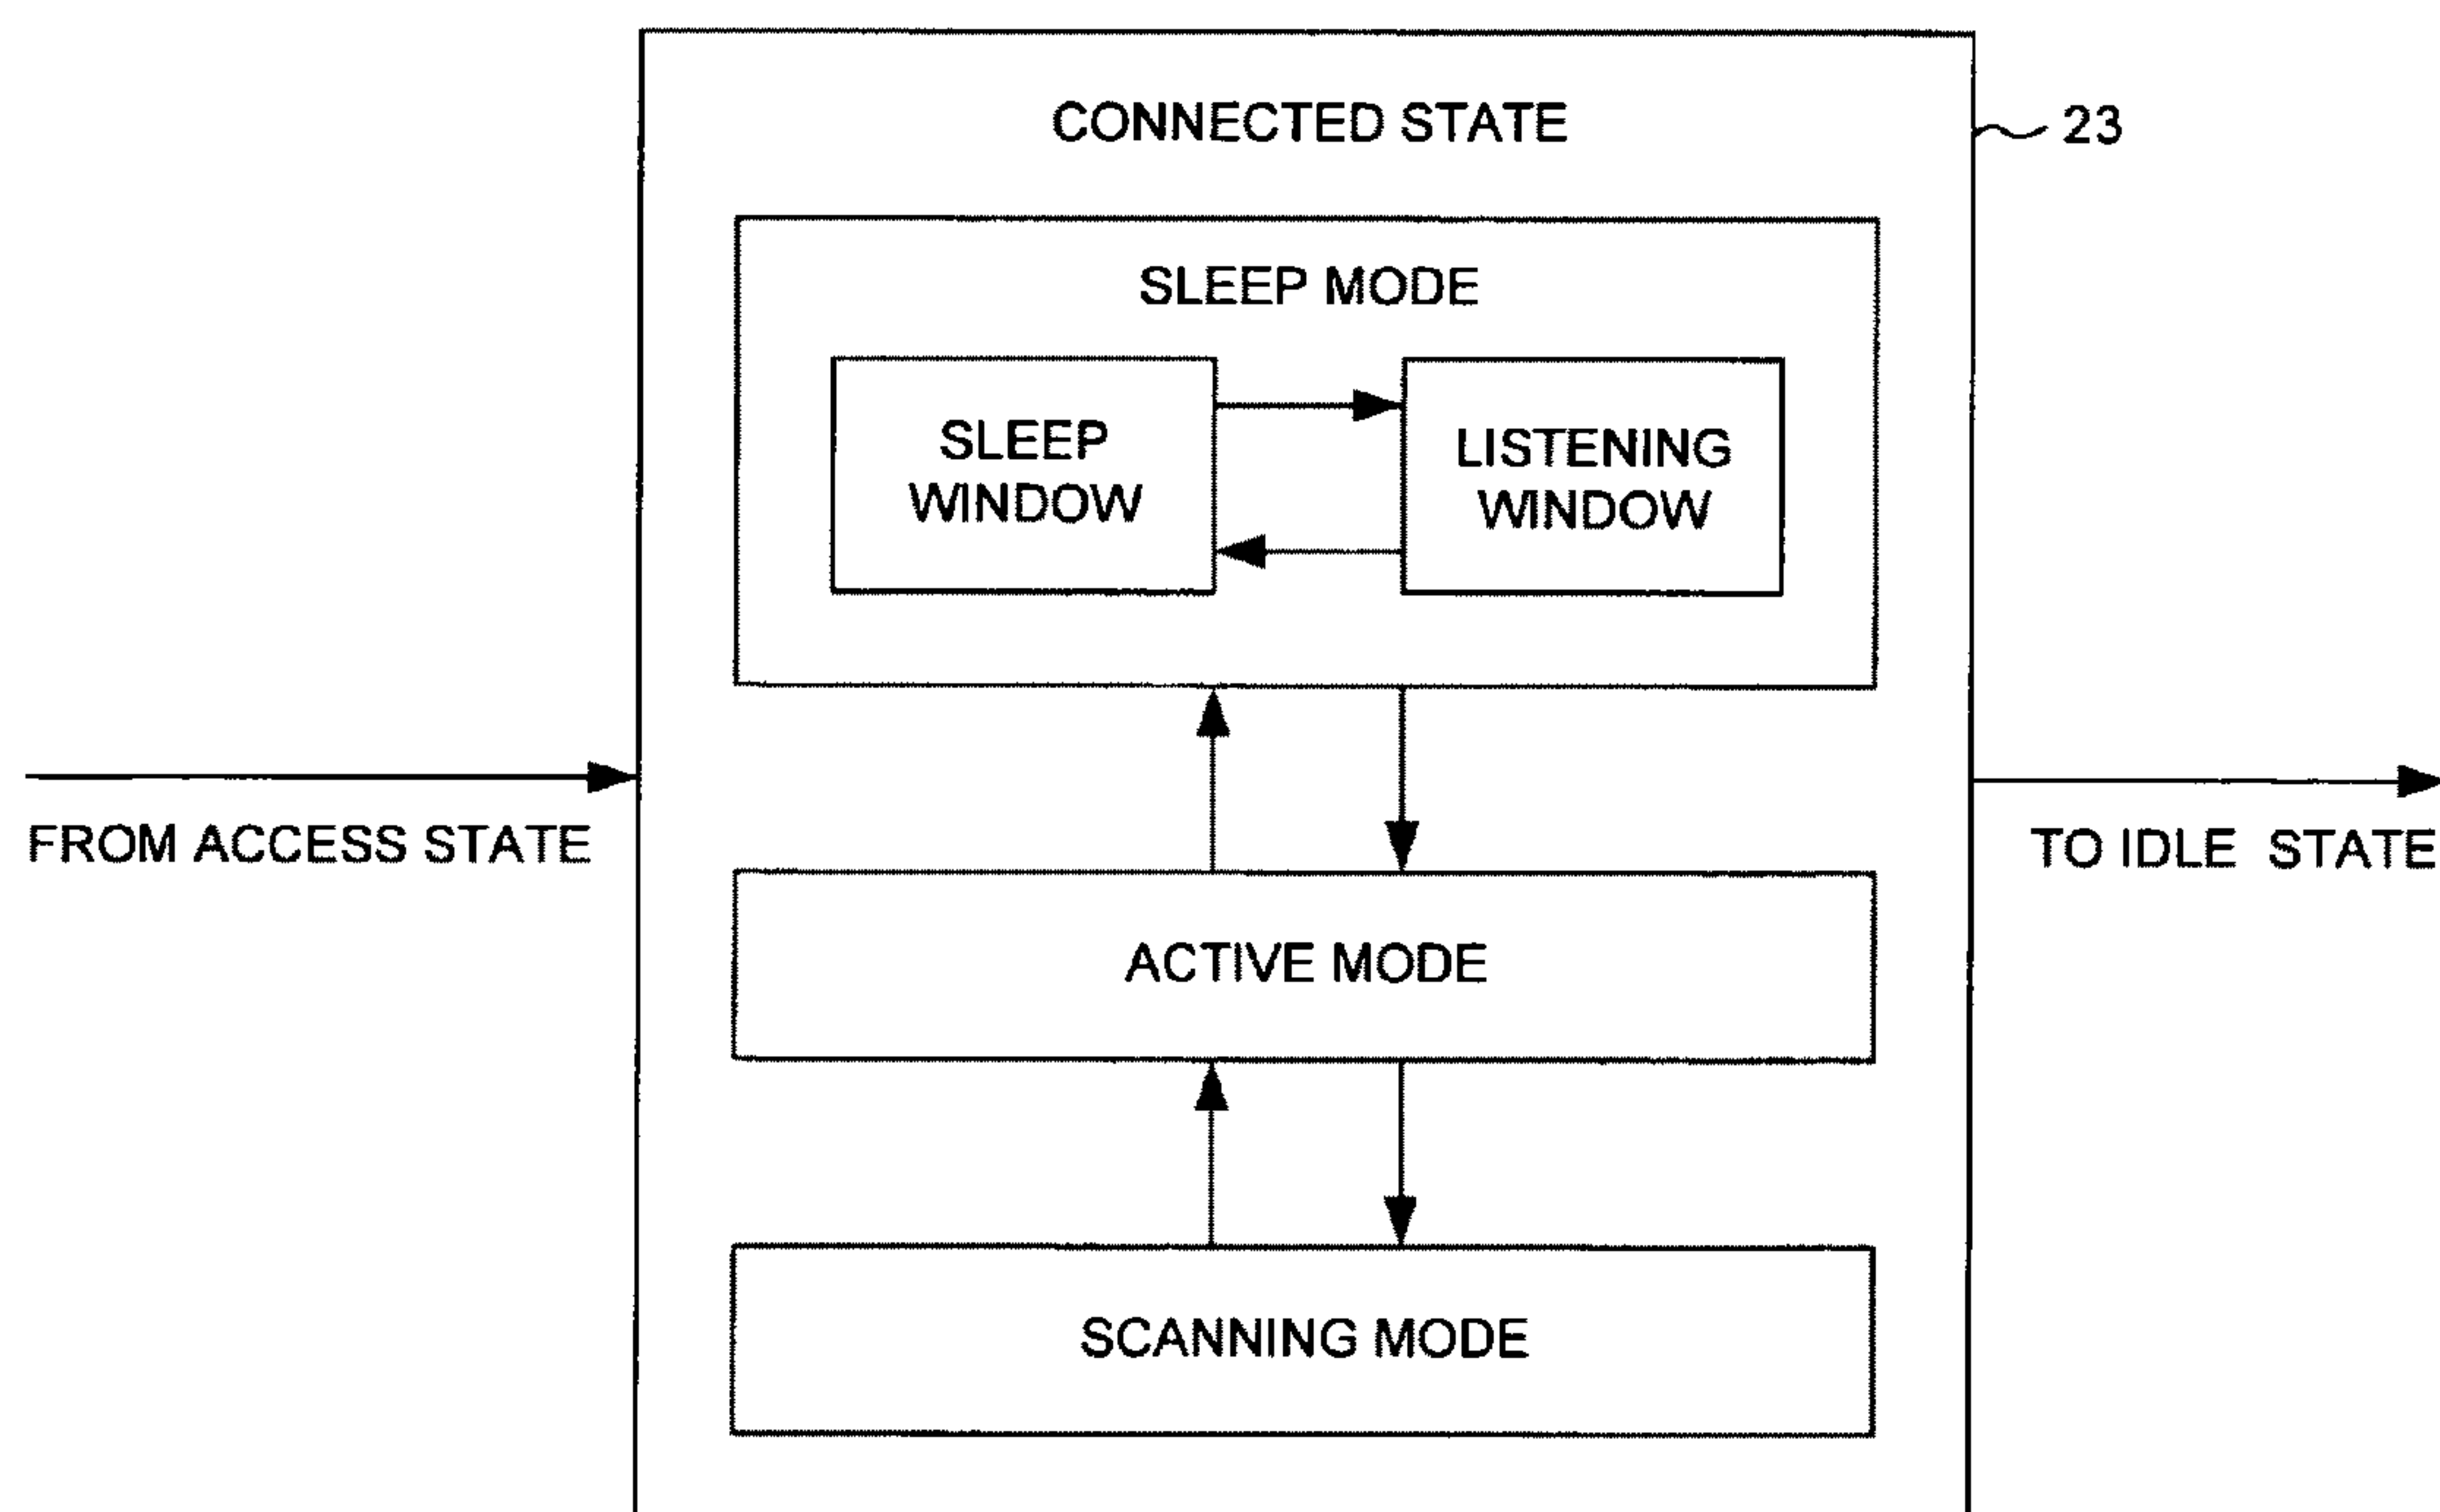 CONNECTED STATE
23
SLEEP MODE
SLEEP
WINDOW
LISTENING
WINDOW
FROM ACCESS STATE
TO IDLE STATE
ACTIVE MODE
SCANNING MODE